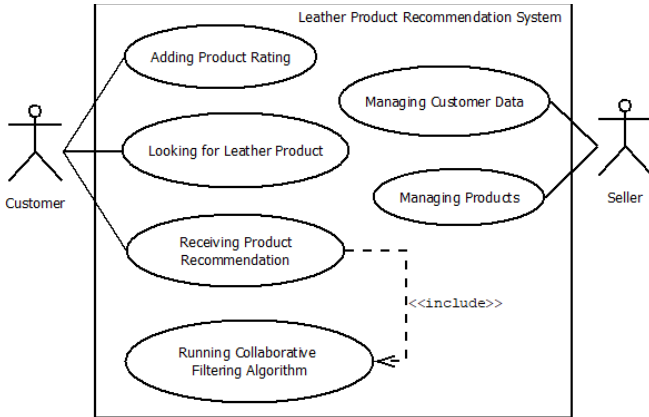 Leather Product Recommendation System
Adding Product Rating
Managing Customer Data
Looking for Leather Product
Customer
Managing Products
Seller
Receiving Product
Recommendation
<<include>>
Running Collaborative
Filtering Algorithm